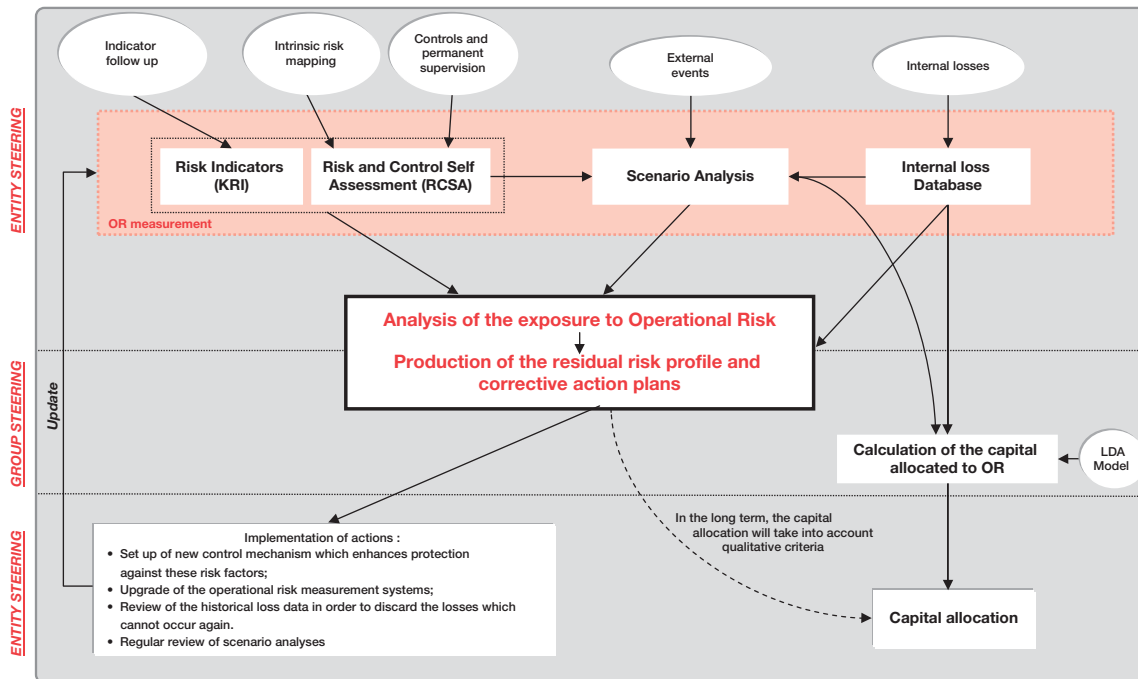 Indicator
follow up
Intrinsic risk
mapping
Controls and
permanent
supervision
External
events
Internal losses
ENTITY STEERING
Risk Indicators
(KRI)
Risk and Control Self
Assessment (RCSA)
Scenario Analysis
Internal loss
Database
OR measurement
Analysis of the exposure to Operational Risk
Production of the residual risk profile and
corrective action plans
GROUP STEERING
Update
Calculation of the capital
allocated to OR
LDA
Model
ENTITY STEERING
Implementation of actions :
• Set up of new control mechanism which enhances protection
against these risk factors;
• Upgrade of the operational risk measurement systems;
• Review of the historical loss data in order to discard the losses which
cannot occur again.
• Regular review of scenario analyses
In the long term, the capital
allocation will take into account
qualitative criteria
Capital allocation